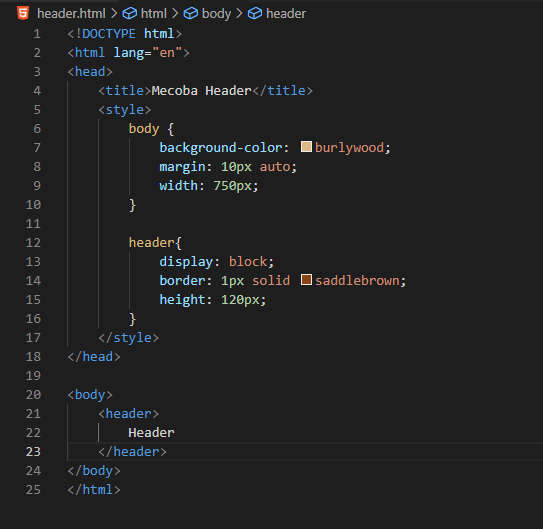 header.html > html > body > header
1 <!DOCTYPE html>
2 <html lang="en">
3 <head>
4     <title>Mecoba Header</title>
5     <style>
6         body {
7             background-color: burlywood;
8             margin: 10px auto;
9             width: 750px;
10         }
11
12         header{
13             display: block;
14             border: 1px solid saddlebrown;
15             height: 120px;
16         }
17     </style>
18 </head>
19
20 <body>
21     <header>
22         Header
23     </header>
24 </body>
25 </html>